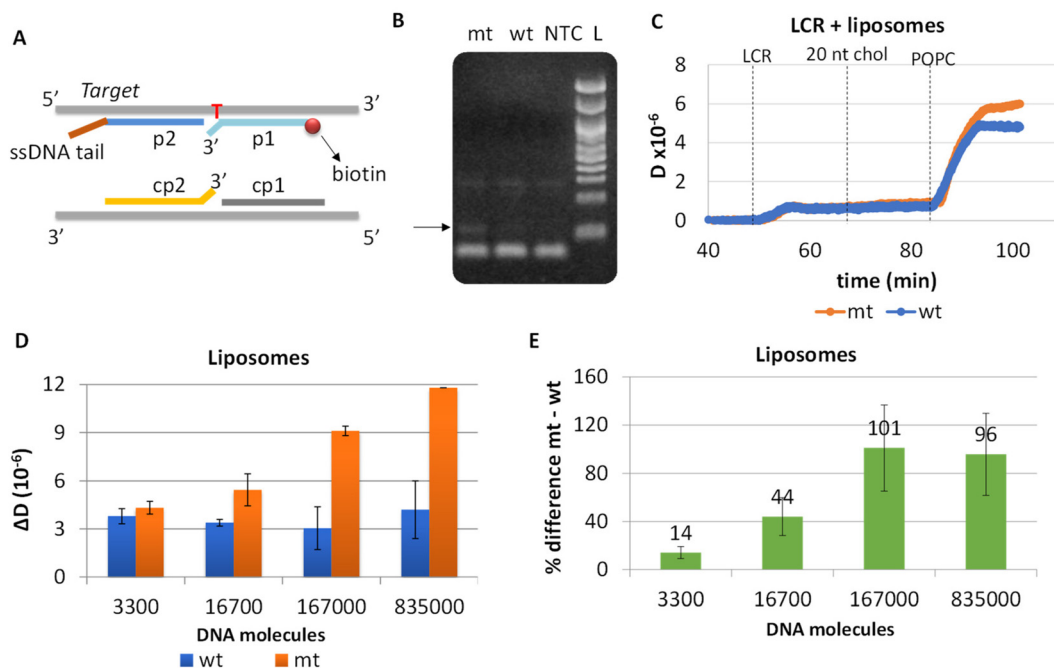 A
Target
5’
3’
T
p2
3’
p1
ssDNA tail
biotin
cp2
3’
cp1
3’
5’
B
mt wt NTC L
C
LCR + liposomes
LCR
20 nt chol
POPC
D x10-6
8
6
4
2
0
40 60 80 100
time (min)
mt wt
D
Liposomes
ΔD (10-6)
12
9
6
3
0
3300 16700 167000 835000
DNA molecules
wt mt
E
Liposomes
% difference mt - wt
160
120
80
40
0
14
44
101
96
3300 16700 167000 835000
DNA molecules